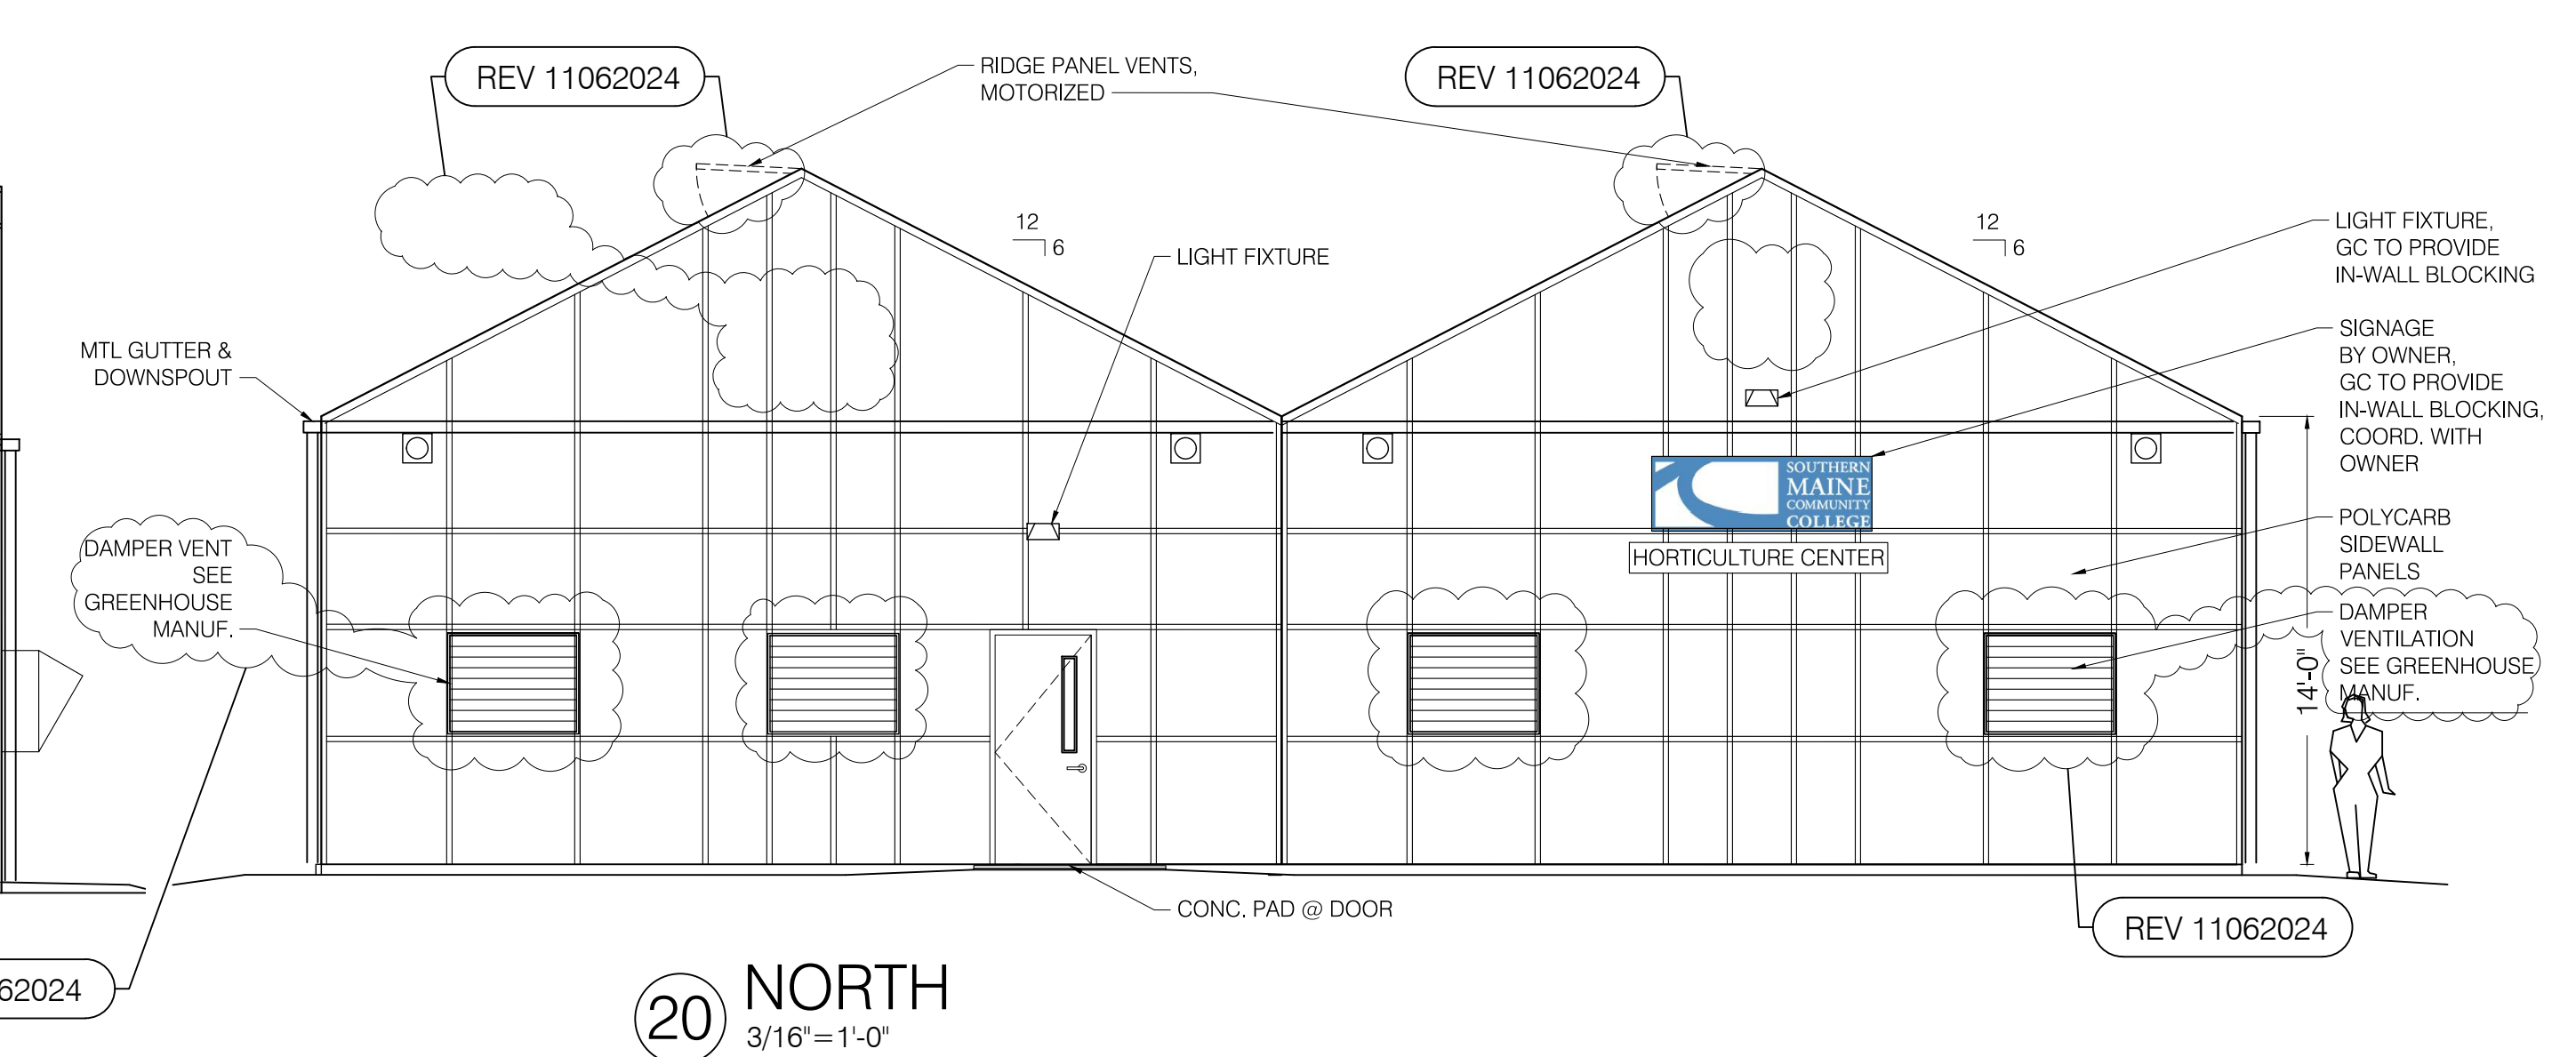 REV 11062024
RIDGE PANEL VENTS,
MOTORIZED
REV 11062024
12
6
12
6
LIGHT FIXTURE
LIGHT FIXTURE,
GC TO PROVIDE
IN-WALL BLOCKING
MTL GUTTER &
DOWNSPOUT
SIGNAGE
BY OWNER,
GC TO PROVIDE
IN-WALL BLOCKING,
COORD. WITH
OWNER
SOUTHERN
MAINE
COMMUNITY
COLLEGE
HORTICULTURE CENTER
POLYCARB
SIDEWALL
PANELS
DAMPER VENT
SEE
GREENHOUSE
MANUF.
DAMPER
VENTILATION
SEE GREENHOUSE
MANUF.
14'-0"
CONC. PAD @ DOOR
REV 11062024
62024
20
NORTH
3/16"=1'-0"